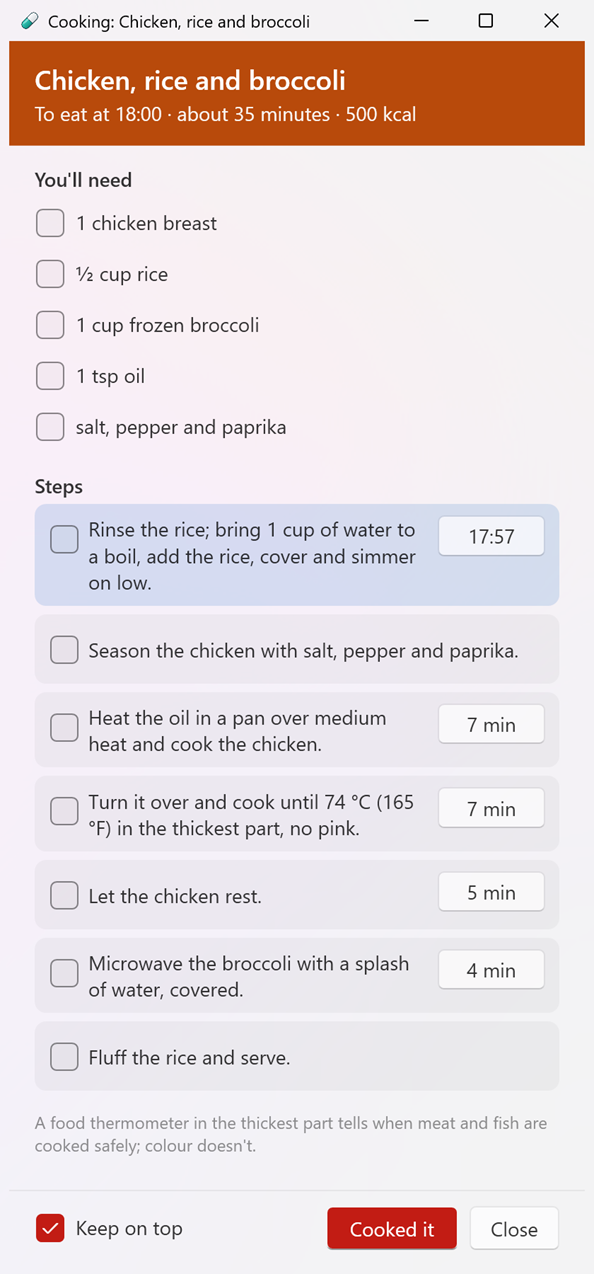 Cooking: Chicken, rice and broccoli
Chicken, rice and broccoli
To eat at 18:00 · about 35 minutes · 500 kcal
You'll need
1 chicken breast
½ cup rice
1 cup frozen broccoli
1 tsp oil
salt, pepper and paprika
Steps
Rinse the rice; bring 1 cup of water to
a boil, add the rice, cover and simmer
on low.
17:57
Season the chicken with salt, pepper and paprika.
Heat the oil in a pan over medium
heat and cook the chicken.
7 min
Turn it over and cook until 74 °C (165
°F) in the thickest part, no pink.
7 min
Let the chicken rest.
5 min
Microwave the broccoli with a splash
of water, covered.
4 min
Fluff the rice and serve.
A food thermometer in the thickest part tells when meat and fish are
cooked safely; colour doesn't.
Keep on top
Cooked it
Close